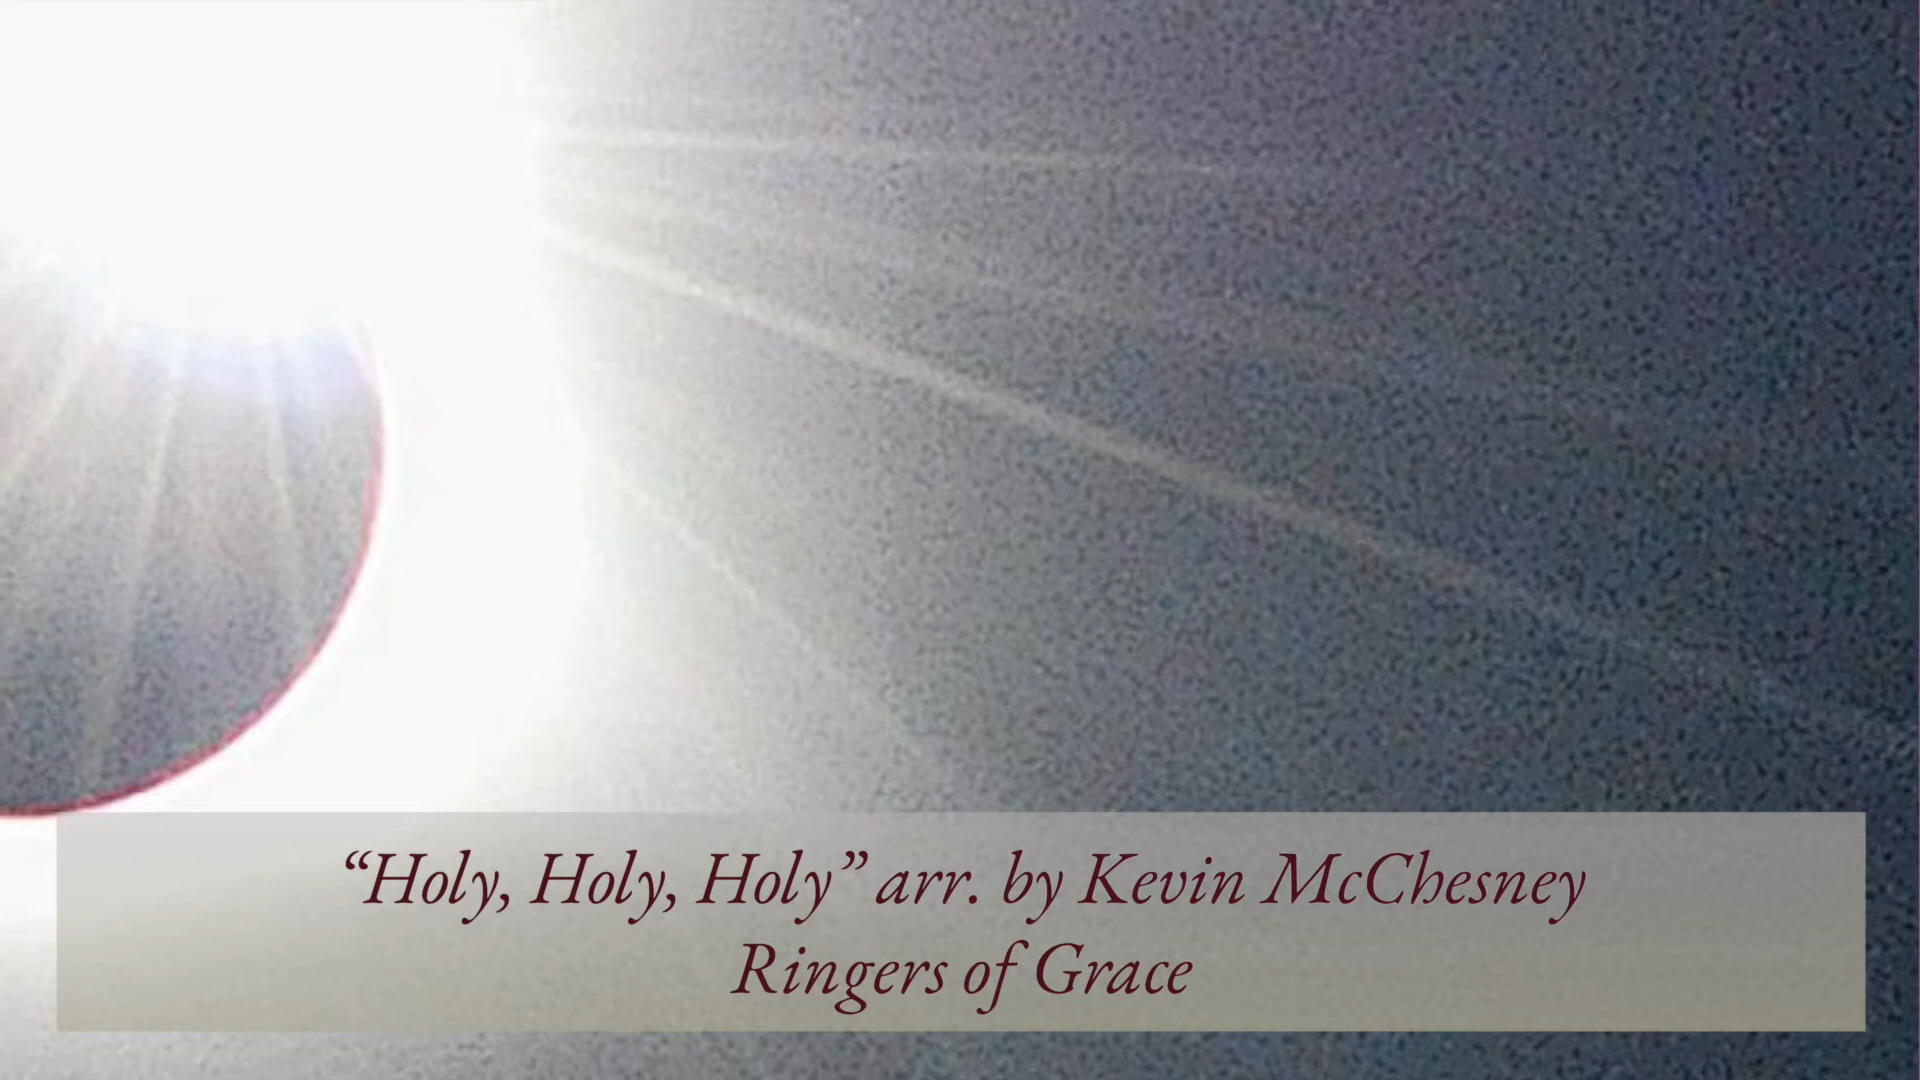 “Holy, Holy, Holy” arr. by Kevin McChesney
Ringers of Grace